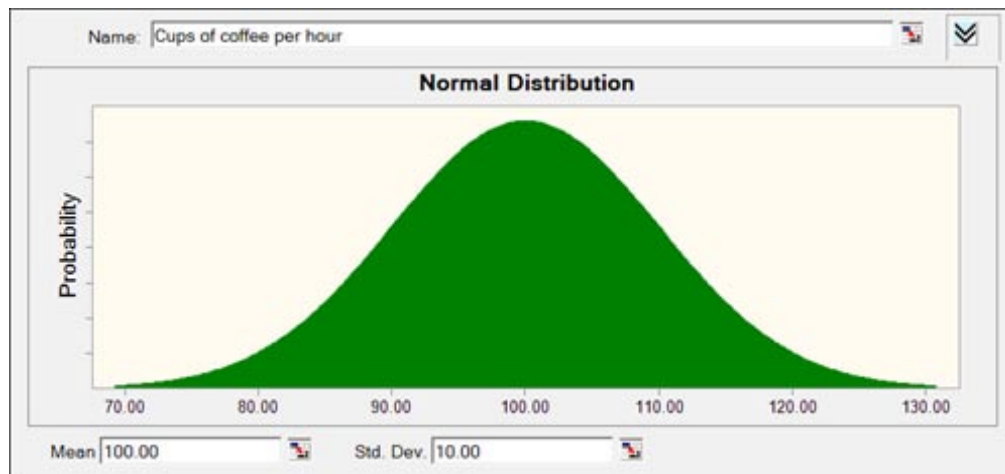 Name: Cups of coffee per hour
Normal Distribution
Probability
70.00 80.00 90.00 100.00 110.00 120.00 130.00
Mean 100.00 Std. Dev. 10.00